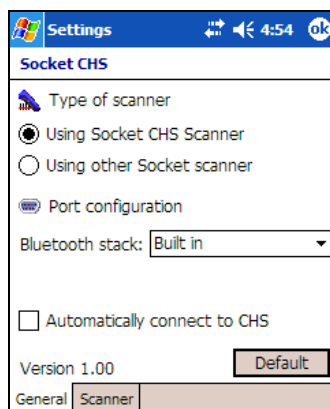 Settings 4:54 ok
Socket CHS
Type of scanner
Using Socket CHS Scanner
Using other Socket scanner
Port configuration
Bluetooth stack: Built in
Automatically connect to CHS
Version 1.00 Default
General Scanner